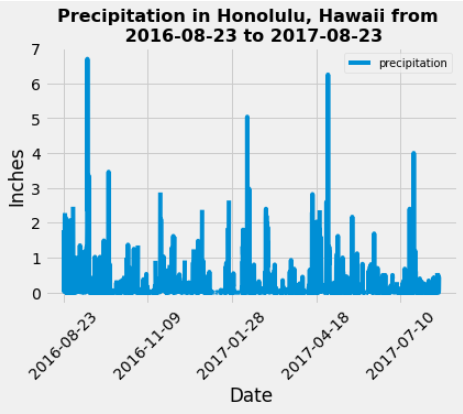 Precipitation in Honolulu, Hawaii from
2016-08-23 to 2017-08-23
precipitation
7
6
5
4
3
2
1
0
Inches
2016-08-23
2016-11-09
2017-01-28
2017-04-18
2017-07-10
Date